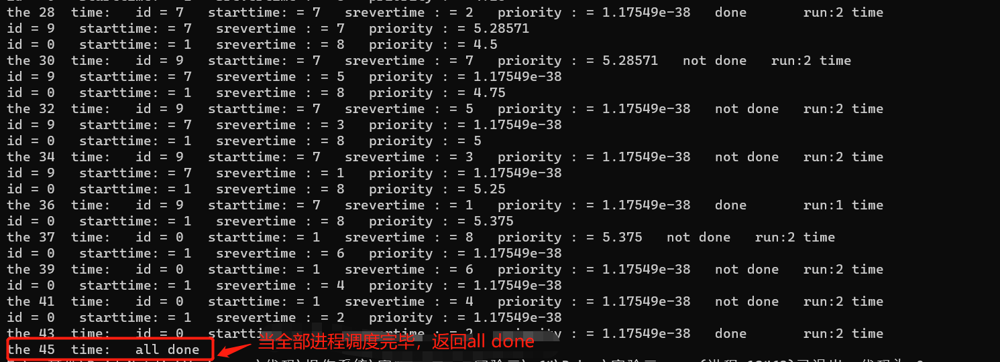 the 28  time:   id = 7   starttime: = 7   srevertime : = 2   priority : = 1.17549e-38   done       run:2 time
id = 9   starttime: = 7   srevertime : = 7   priority : = 5.28571
id = 0   starttime: = 1   srevertime : = 8   priority : = 4.5
the 30  time:   id = 9   starttime: = 7   srevertime : = 7   priority : = 5.28571   not done   run:2 time
id = 9   starttime: = 7   srevertime : = 5   priority : = 1.17549e-38
id = 0   starttime: = 1   srevertime : = 8   priority : = 4.75
the 32  time:   id = 9   starttime: = 7   srevertime : = 5   priority : = 1.17549e-38   not done   run:2 time
id = 9   starttime: = 7   srevertime : = 3   priority : = 1.17549e-38
id = 0   starttime: = 1   srevertime : = 8   priority : = 5
the 34  time:   id = 9   starttime: = 7   srevertime : = 3   priority : = 1.17549e-38   not done   run:2 time
id = 9   starttime: = 7   srevertime : = 1   priority : = 1.17549e-38
id = 0   starttime: = 1   srevertime : = 8   priority : = 5.25
the 36  time:   id = 9   starttime: = 7   srevertime : = 1   priority : = 1.17549e-38   done       run:1 time
id = 0   starttime: = 1   srevertime : = 8   priority : = 5.375
the 37  time:   id = 0   starttime: = 1   srevertime : = 8   priority : = 5.375   not done   run:2 time
id = 0   starttime: = 1   srevertime : = 6   priority : = 1.17549e-38
the 39  time:   id = 0   starttime: = 1   srevertime : = 6   priority : = 1.17549e-38   not done   run:2 time
id = 0   starttime: = 1   srevertime : = 4   priority : = 1.17549e-38
the 41  time:   id = 0   starttime: = 1   srevertime : = 4   priority : = 1.17549e-38   not done   run:2 time
id = 0   starttime: = 1   srevertime : = 2   priority : = 1.17549e-38
the 43  time:   id = 0   : = 1.17549e-38   done       run:2 time
当全部进程调度完毕，返回all done
the 45  time:   all done